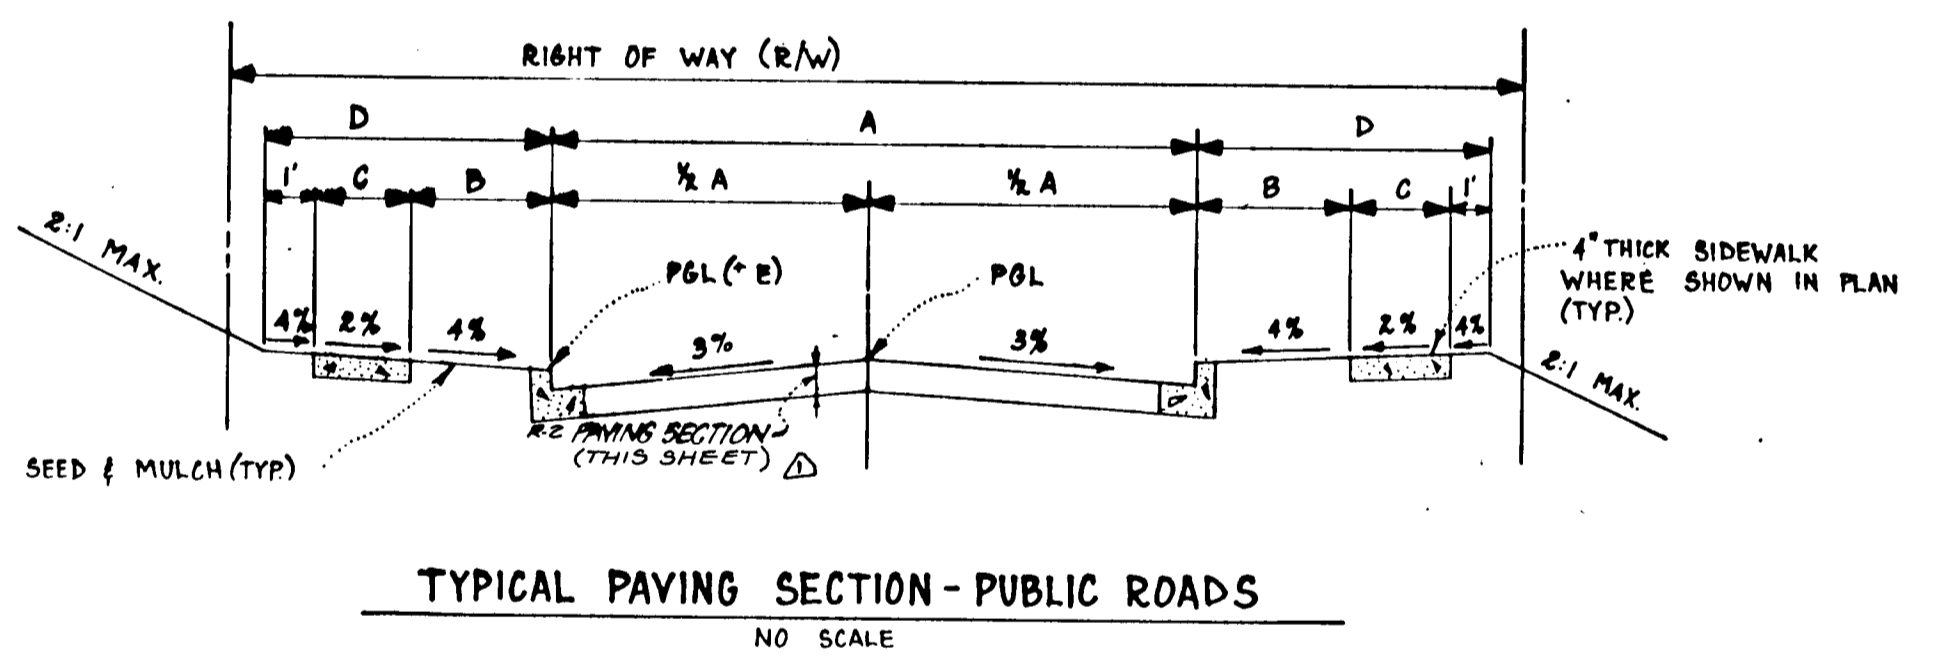 RIGHT OF WAY (R/W)
D A D
1' C B ½ A ½ A B C 1'
2:1 MAX.
PGL (+ E) PGL
4" THICK SIDEWALK
WHERE SHOWN IN PLAN
(TYP.)
4% 2% 4% 3% 3% 4% 2% 4%
2:1 MAX.
R-2 PAVING SECTION
(THIS SHEET) 1
SEED & MULCH (TYP.)
TYPICAL PAVING SECTION - PUBLIC ROADS
NO SCALE